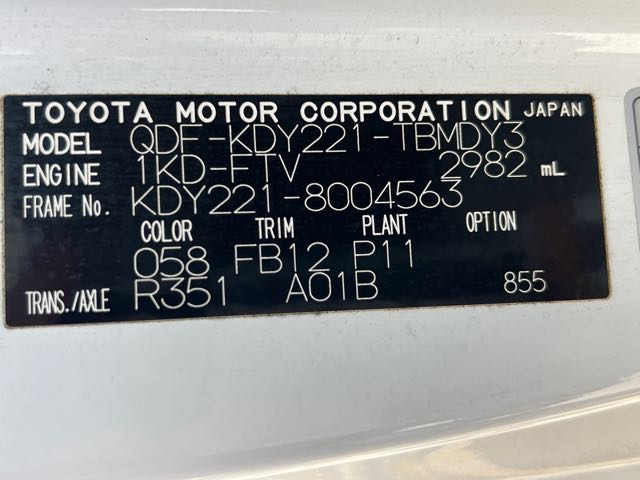 TOYOTA MOTOR CORPORATION JAPAN
MODEL QDF-KDY221-TBMDY3
ENGINE 1KD-FTV 2982 mL
FRAME No. KDY221-8004563
COLOR TRIM PLANT OPTION
058 FB12 P11
TRANS./AXLE R351 A01B 855